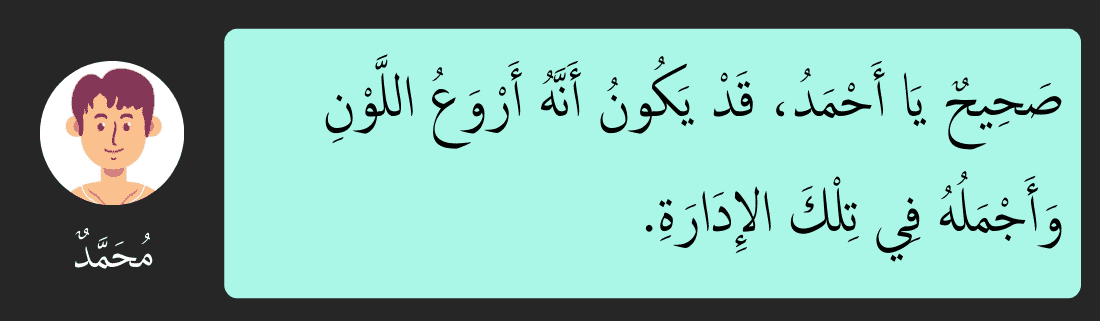 صَحِيحٌ يَا أَحْمَدُ، قَدْ يَكُونُ أَنَّهُ أَرْوَعُ اللَّوْنِ
وَأَجْمَلُهُ فِي تِلْكَ الإِدَارَةِ.
مُحَمَّدٌ